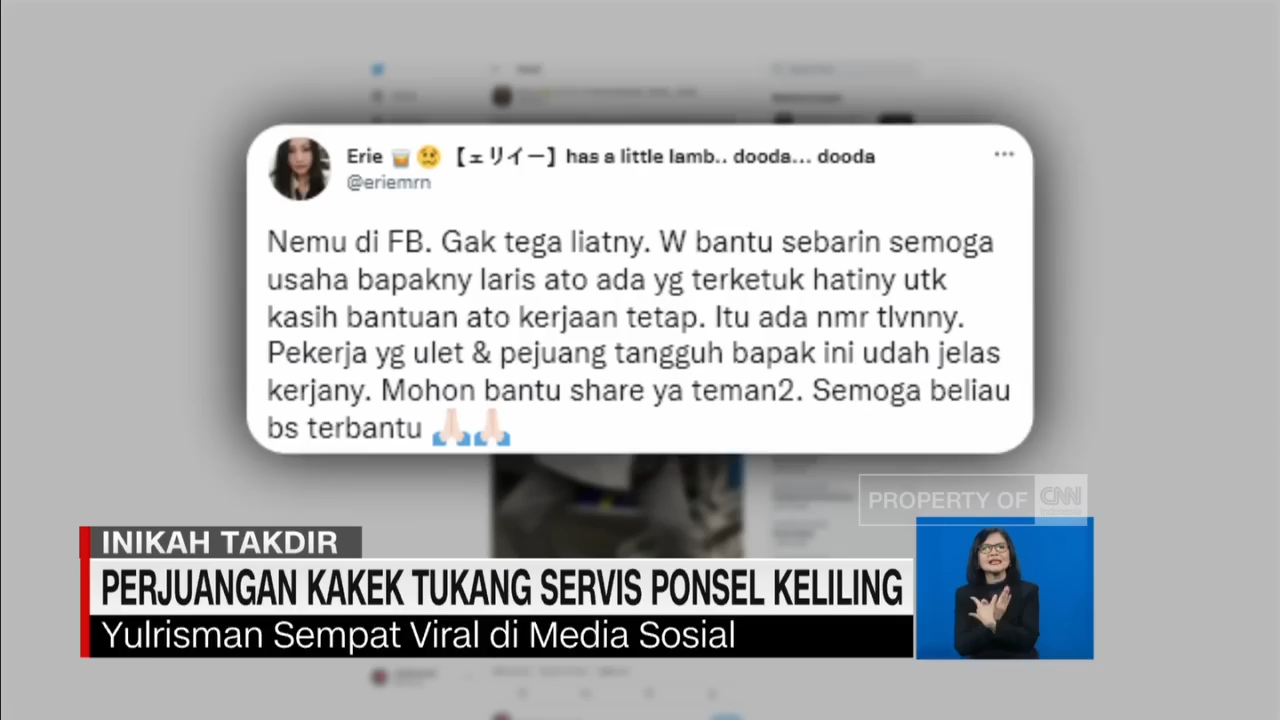 Erie 🥃🥴 【ェリイー】 has a little lamb.. dooda... dooda
@eriemrn
Nemu di FB. Gak tega liatny. W bantu sebarin semoga
usaha bapakny laris ato ada yg terketuk hatiny utk
kasih bantuan ato kerjaan tetap. Itu ada nmr tlvnny.
Pekerja yg ulet & pejuang tangguh bapak ini udah jelas
kerjany. Mohon bantu share ya teman2. Semoga beliau
bs terbantu 🙏🏻🙏🏻
PROPERTY OF CNN
Indonesia
INIKAH TAKDIR
PERJUANGAN KAKEK TUKANG SERVIS PONSEL KELILING
Yulrisman Sempat Viral di Media Sosial